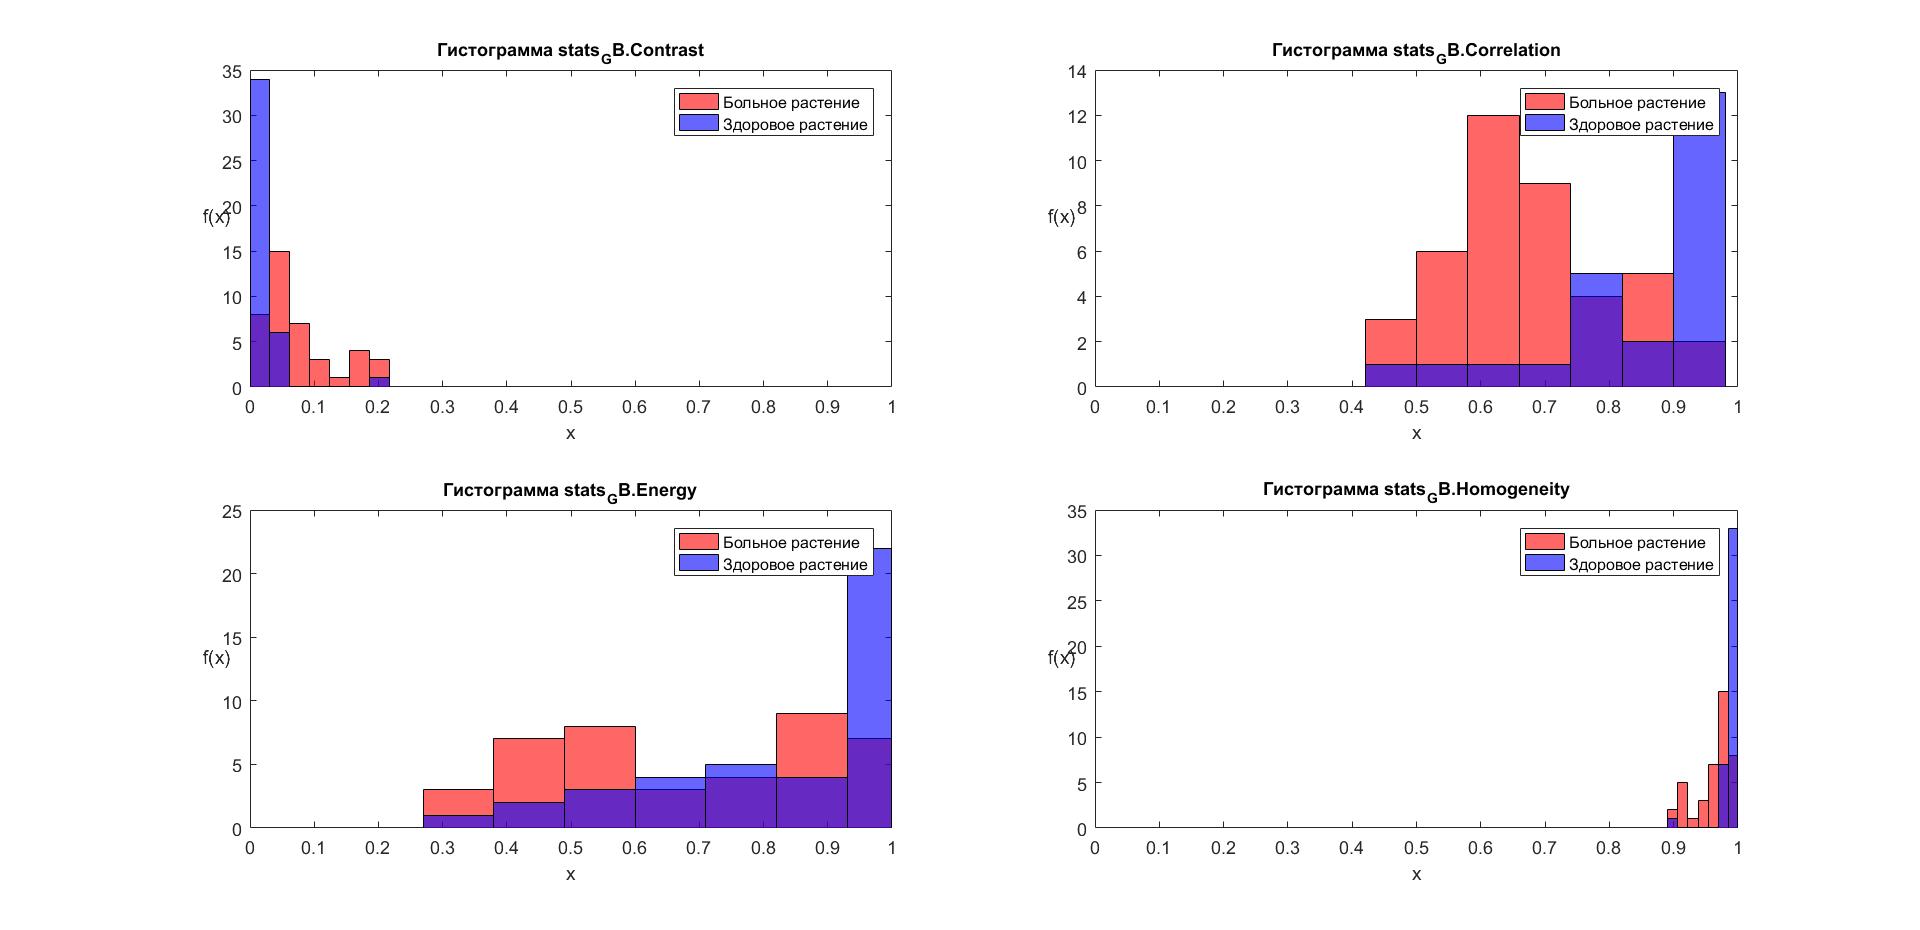 Гистограмма stats_GB.Contrast
35
30
25
20
15
10
5
0
f(x)
Больное растение
Здоровое растение
0 0.1 0.2 0.3 0.4 0.5 0.6 0.7 0.8 0.9 1
x
Гистограмма stats_GB.Correlation
14
12
10
8
6
4
2
0
f(x)
Больное растение
Здоровое растение
0 0.1 0.2 0.3 0.4 0.5 0.6 0.7 0.8 0.9 1
x
Гистограмма stats_GB.Energy
25
20
15
10
5
0
f(x)
Больное растение
Здоровое растение
0 0.1 0.2 0.3 0.4 0.5 0.6 0.7 0.8 0.9 1
x
Гистограмма stats_GB.Homogeneity
35
30
25
20
15
10
5
0
f(x)
Больное растение
Здоровое растение
0 0.1 0.2 0.3 0.4 0.5 0.6 0.7 0.8 0.9 1
x